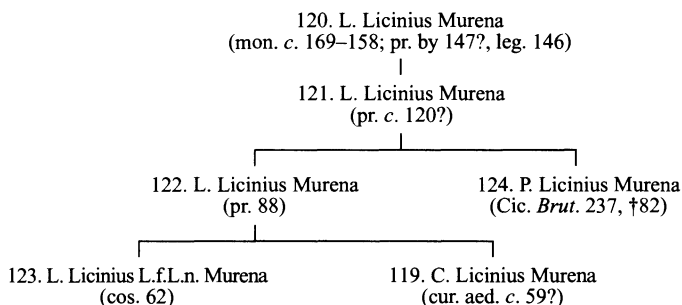 120. L. Licinius Murena
(mon. c. 169–158; pr. by 147?, leg. 146)
121. L. Licinius Murena
(pr. c. 120?)
122. L. Licinius Murena
(pr. 88)
124. P. Licinius Murena
(Cic. Brut. 237, †82)
123. L. Licinius L.f.L.n. Murena
(cos. 62)
119. C. Licinius Murena
(cur. aed. c. 59?)